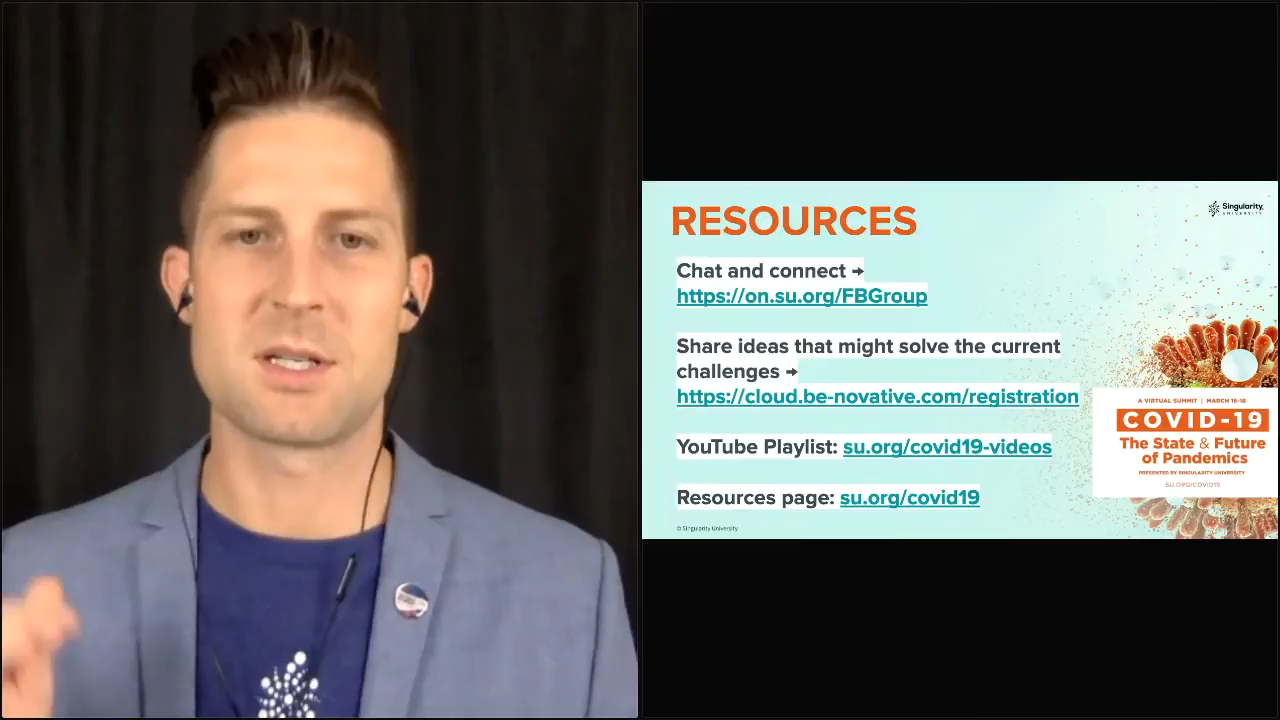 RESOURCES
Singularity
UNIVERSITY
Chat and connect →
https://on.su.org/FBGroup
Share ideas that might solve the current
challenges →
https://cloud.be-novative.com/registration
YouTube Playlist: su.org/covid19-videos
Resources page: su.org/covid19
© Singularity University
A VIRTUAL SUMMIT | MARCH 16-18
COVID-19
The State & Future
of Pandemics
PRESENTED BY SINGULARITY UNIVERSITY
SU.ORG/COVID19